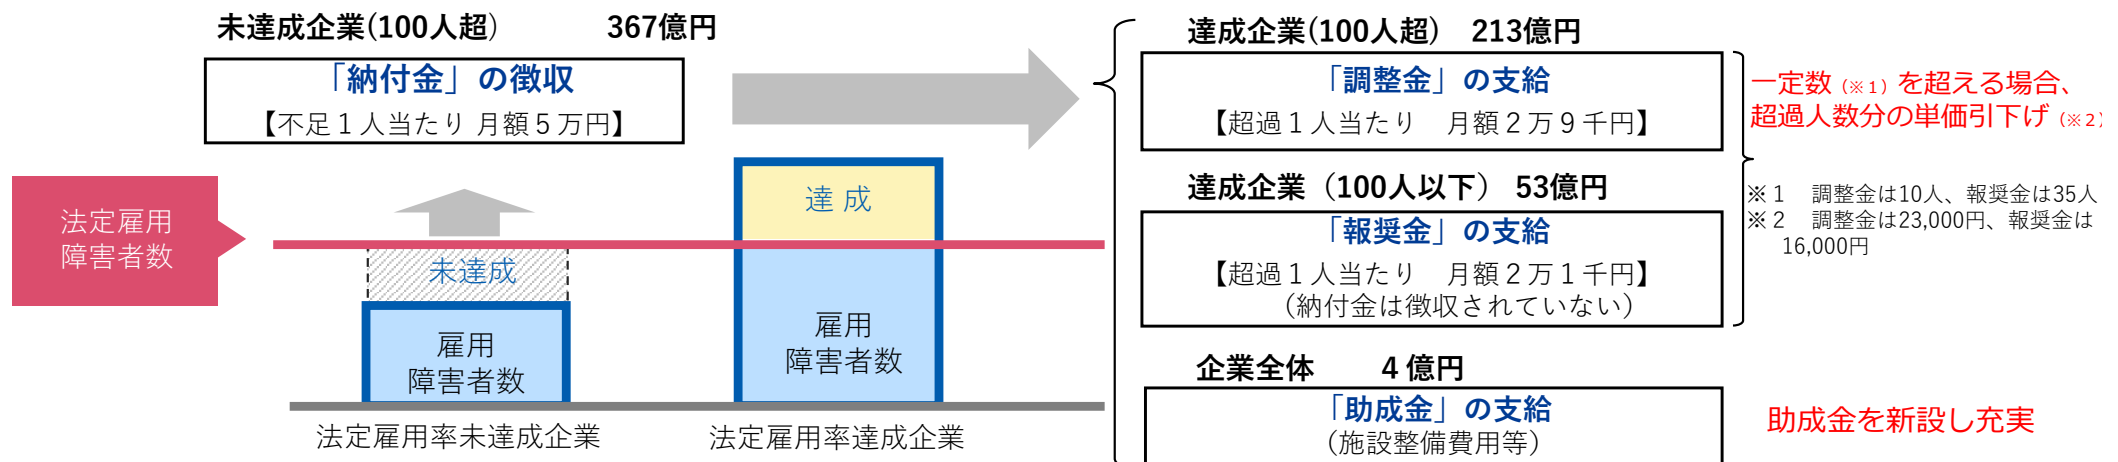 未達成企業(100人超) 367億円
「納付金」の徴収
【不足１人当たり 月額５万円】
法定雇用
障害者数
未達成
雇用
障害者数
達 成
雇用
障害者数
法定雇用率未達成企業
法定雇用率達成企業
達成企業(100人超) 213億円
「調整金」の支給
【超過１人当たり 月額２万９千円】
達成企業（100人以下） 53億円
「報奨金」の支給
【超過１人当たり 月額２万１千円】
（納付金は徴収されていない）
企業全体 ４億円
「助成金」の支給
(施設整備費用等)
一定数（※１）を超える場合、
超過人数分の単価引下げ（※２）
※１ 調整金は10人、報奨金は35人
※２ 調整金は23,000円、報奨金は
16,000円
助成金を新設し充実